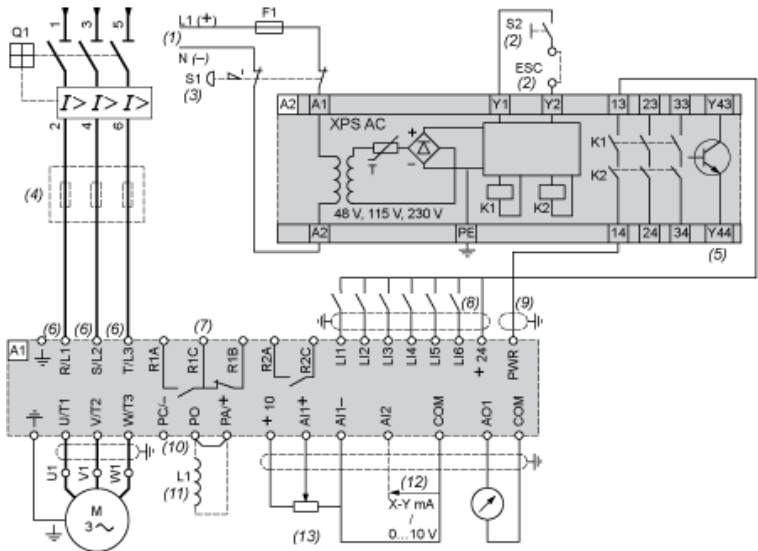 1 3 5
Q1
I> I> I>
2 4 6
(4)
L1 (+) F1
(1)
N (–)
S1
(3)
S2
(2)
ESC
(2)
A2 A1 Y1 Y2 13 23 33 Y43
XPS AC
+
T
–
K1
K2
K1 K2
48 V, 115 V, 230 V
A2 PE 14 24 34 Y44
(5)
(6) (6) (6) (7) (8) (9)
A1
R/L1 S/L2 T/L3 R1A R1C R1B R2A R2C LI1 LI2 LI3 LI4 LI5 LI6 + 24 PWR
U/T1 V/T2 W/T3 PC/– PO PA/+ + 10 AI1+ AI1– AI2 COM AO1 COM
(10)
U1 V1 W1
L1
(11)
(12)
X-Y mA
/
0...10 V
M
3
(13)